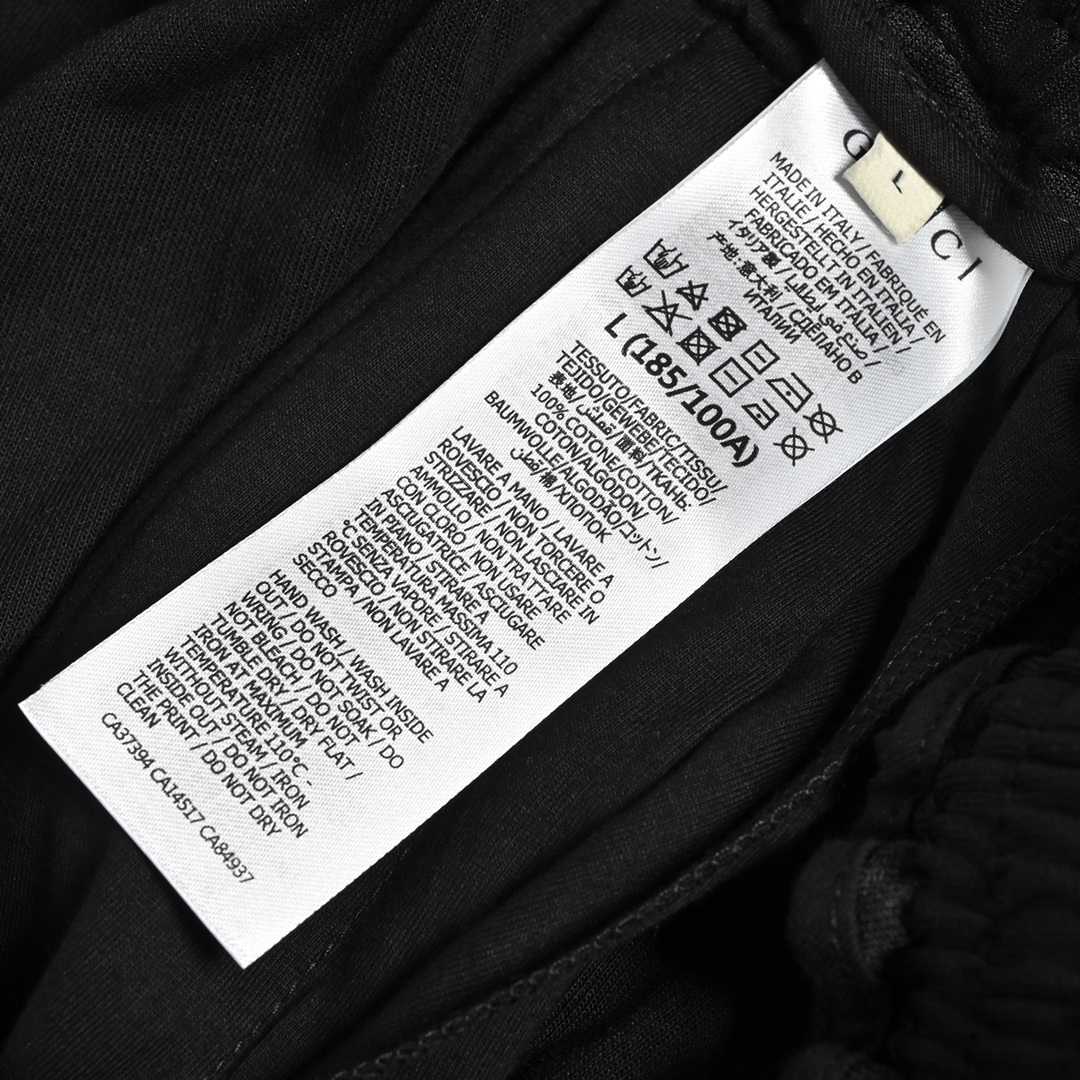 G CI
L
MADE IN ITALY / FABRIQUÉ EN
ITALIE / HECHO EN ITALIA /
HERGESTELLT IN ITALIEN /
FABRICADO EM ITÁLIA /
イタリア製 / صنع في ايطاليا /
产地：意大利 / СДЕЛАНО В
ИТАЛИИ
L (185/100A)
TESSUTO/FABRIC/TISSU/
TEJIDO/GEWEBE/TECIDO/
表地/قماش/面料/ТКАНЬ:
100% COTONE/COTTON/
COTON/ALGODON/
BAUMWOLLE/ALGODÃO/コットン/
قطن/棉/ХЛОПОК
LAVARE A MANO / LAVARE A
ROVESCIO / NON TORCERE O
STRIZZARE / NON LASCIARE IN
AMMOLLO / NON TRATTARE
CON CLORO / NON USARE
ASCIUGATRICE / ASCIUGARE
IN PIANO / STIRARE A
TEMPERATURA MASSIMA 110
°C SENZA VAPORE / STIRARE A
ROVESCIO / NON STIRARE LA
STAMPA / NON LAVARE A
SECCO
HAND WASH / WASH INSIDE
OUT / DO NOT TWIST OR
WRING / DO NOT SOAK / DO
NOT BLEACH / DO NOT
TUMBLE DRY / DRY FLAT /
IRON AT MAXIMUM
TEMPERATURE 110°C -
WITHOUT STEAM / IRON
INSIDE OUT / DO NOT IRON
THE PRINT / DO NOT DRY
CLEAN
CA37394 CA14517 CA84937